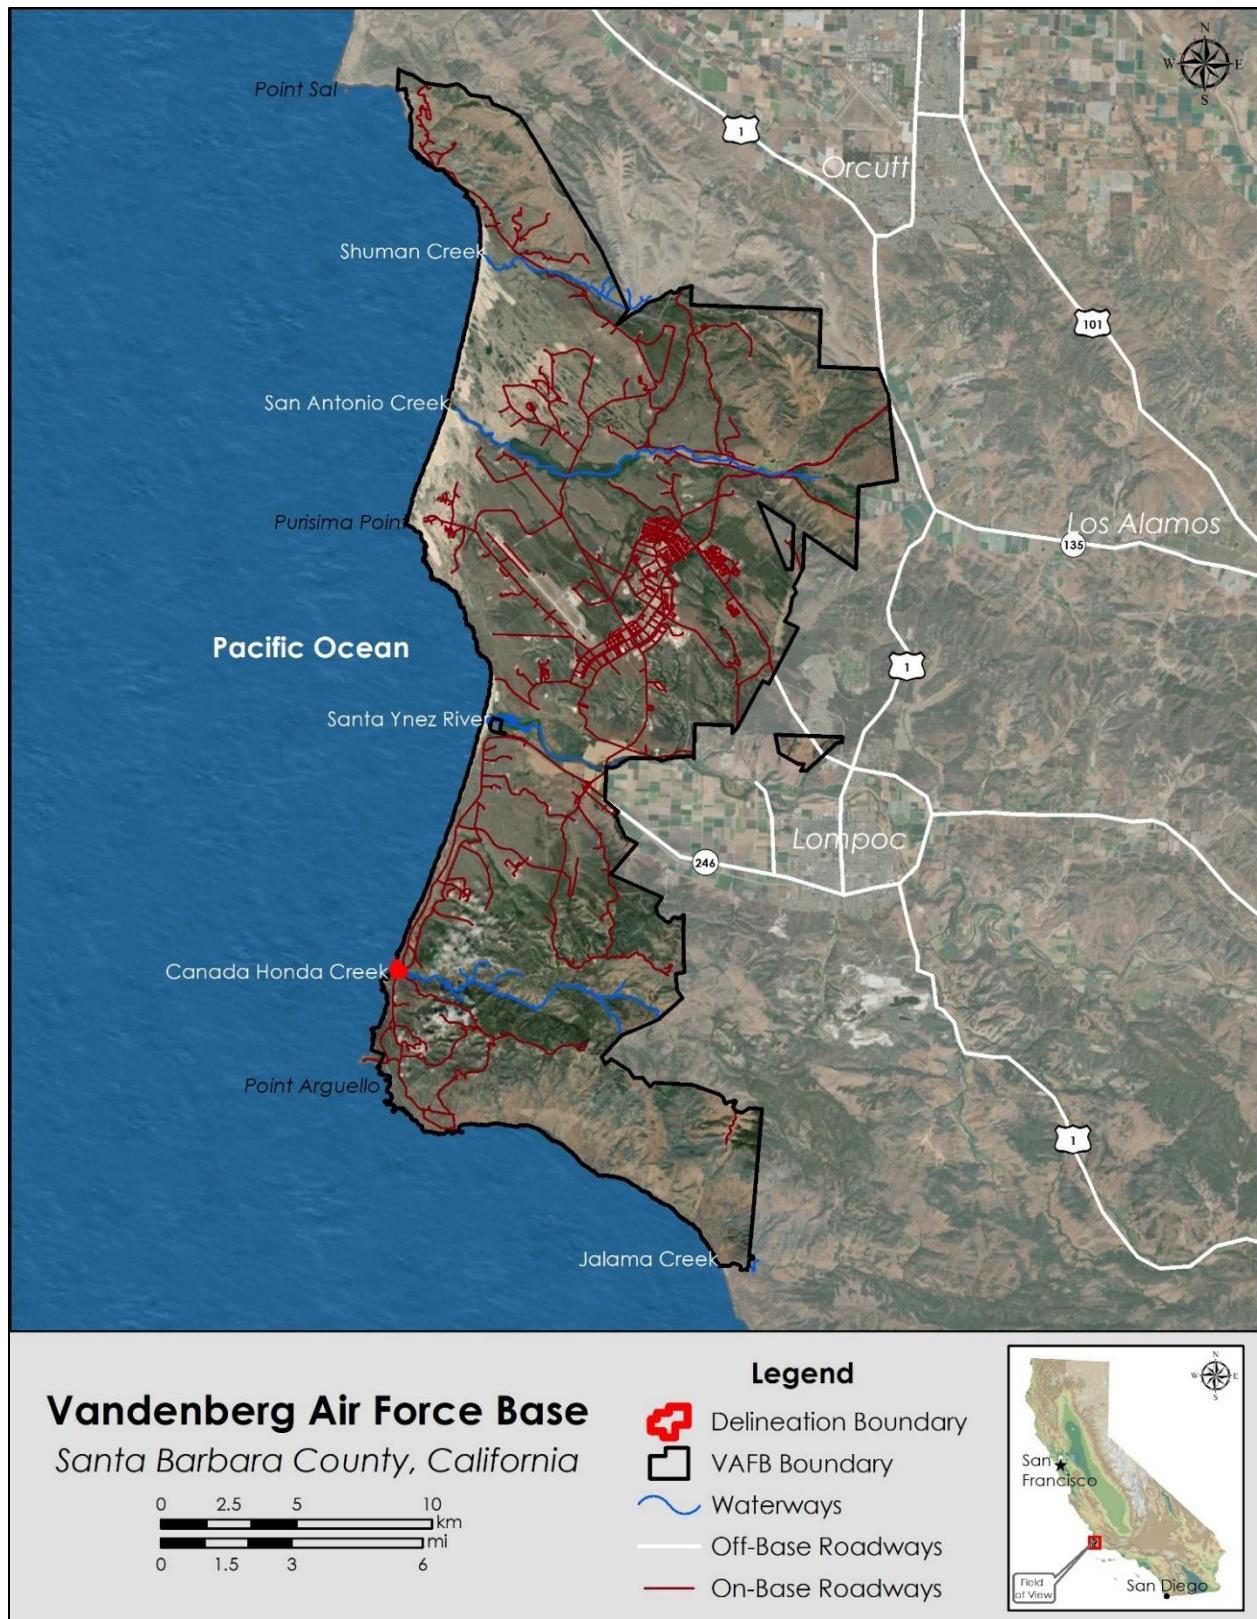 Point Sal
N
W E
S
1
Orcutt
Shuman Creek
101
San Antonio Creek
Purisima Point
Los Alamos
135
Pacific Ocean
1
Santa Ynez River
Lompoc
246
Canada Honda Creek
Point Arguello
1
Jalama Creek
Vandenberg Air Force Base
Santa Barbara County, California
0 2.5 5 10
km
mi
0 1.5 3 6
Legend
Delineation Boundary
VAFB Boundary
Waterways
Off-Base Roadways
On-Base Roadways
N
W E
S
San
Francisco
Field
of View
San Diego